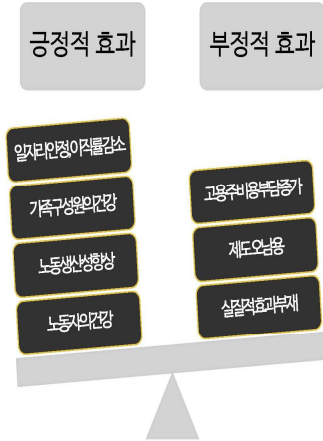 긍정적 효과
부정적 효과
일자리안정이직률감소
가족구성원의건강
노동생산성향상
노동자의건강
고용주비용부담증가
제도오남용
실질적효과부재